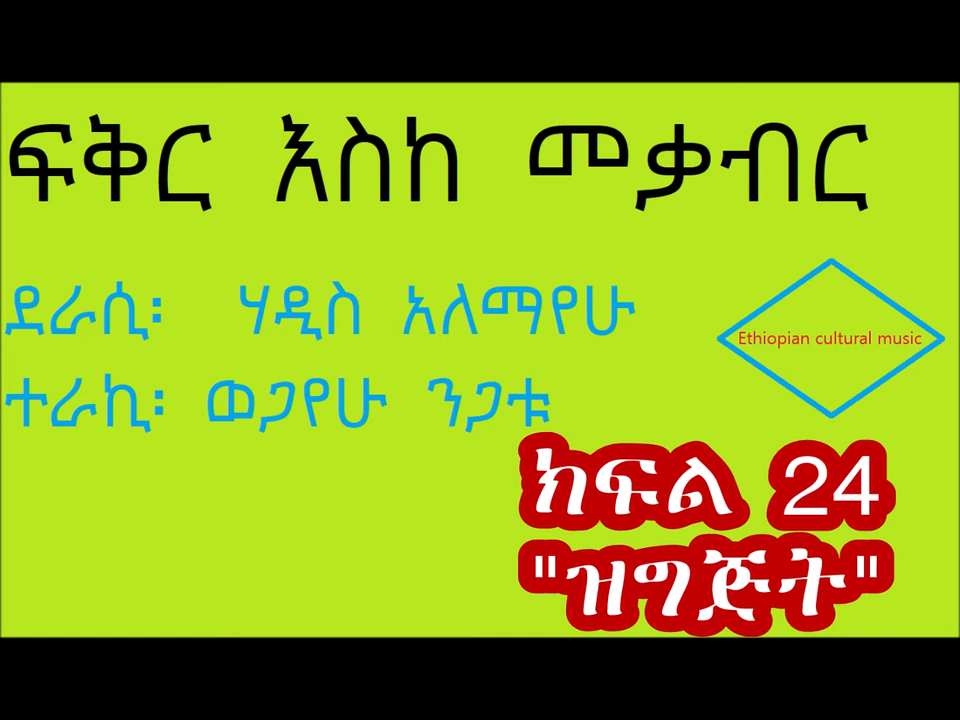 ፍቅር እስከ መቃብር
ደራሲ፡ ሃዲስ አለማየሁ
Ethiopian cultural music
ተራኪ፡ ወጋየሁ ንጋቱ
ክፍል 24
"ዝግጅት"